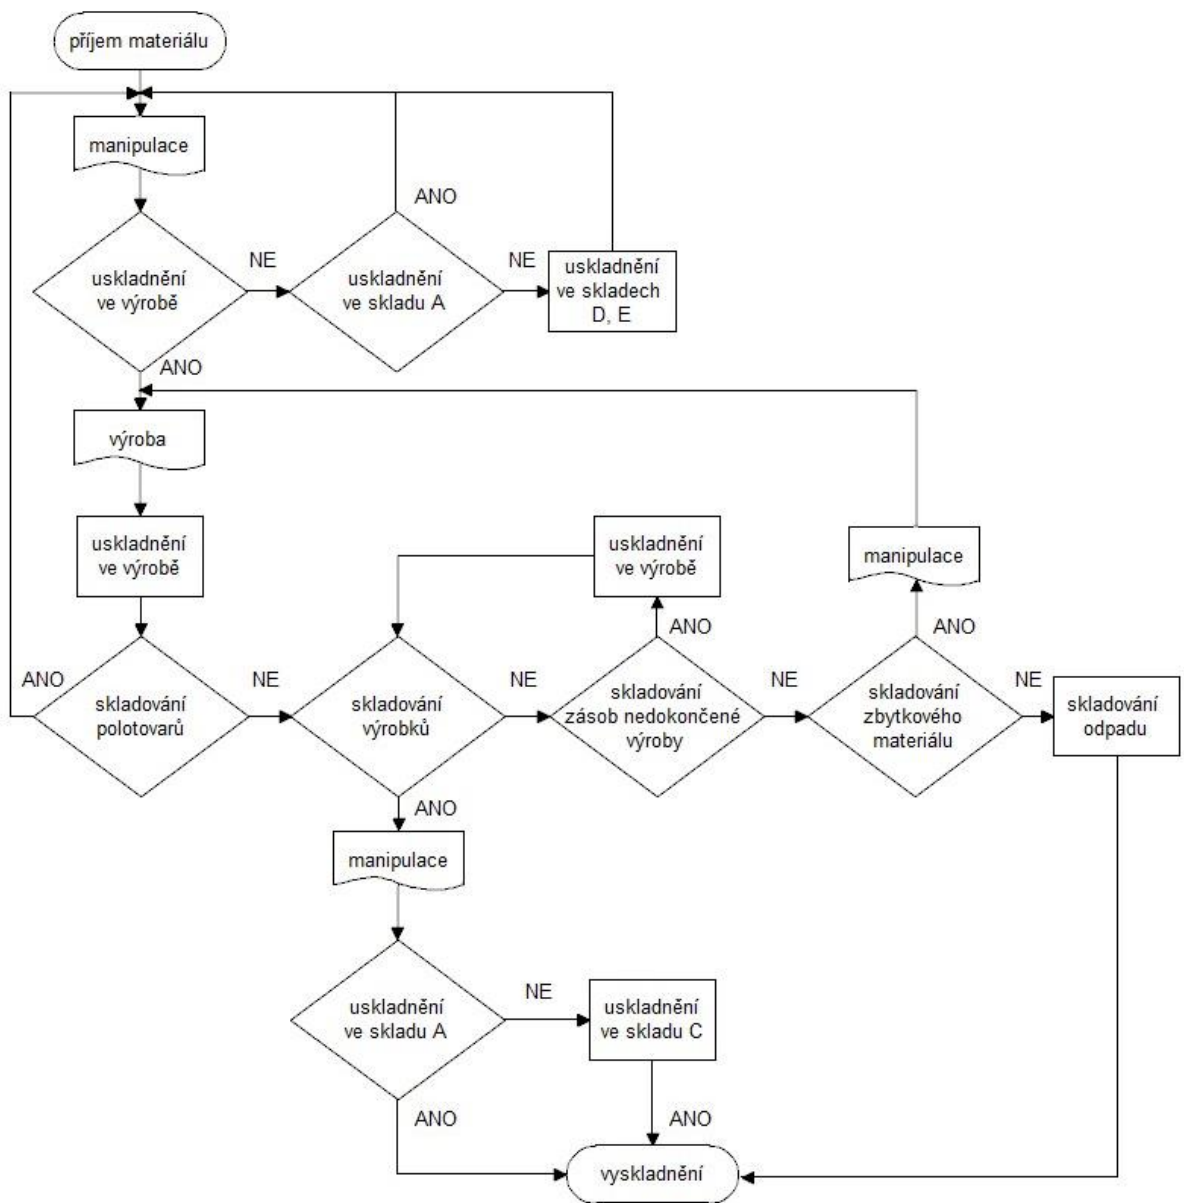 příjem materiálu
manipulace
ANO
uskladnění
ve výrobě
NE
uskladnění
ve skladu A
NE
uskladnění
ve skladech
D, E
ANO
výroba
uskladnění
ve výrobě
uskladnění
ve výrobě
manipulace
ANO
ANO
ANO
skladování
polotovarů
NE
skladování
výrobků
NE
skladování
zásob nedokončené
výroby
NE
skladování
zbytkového
materiálu
NE
skladování
odpadu
ANO
manipulace
uskladnění
ve skladu A
NE
uskladnění
ve skladu C
ANO
ANO
vyskladnění